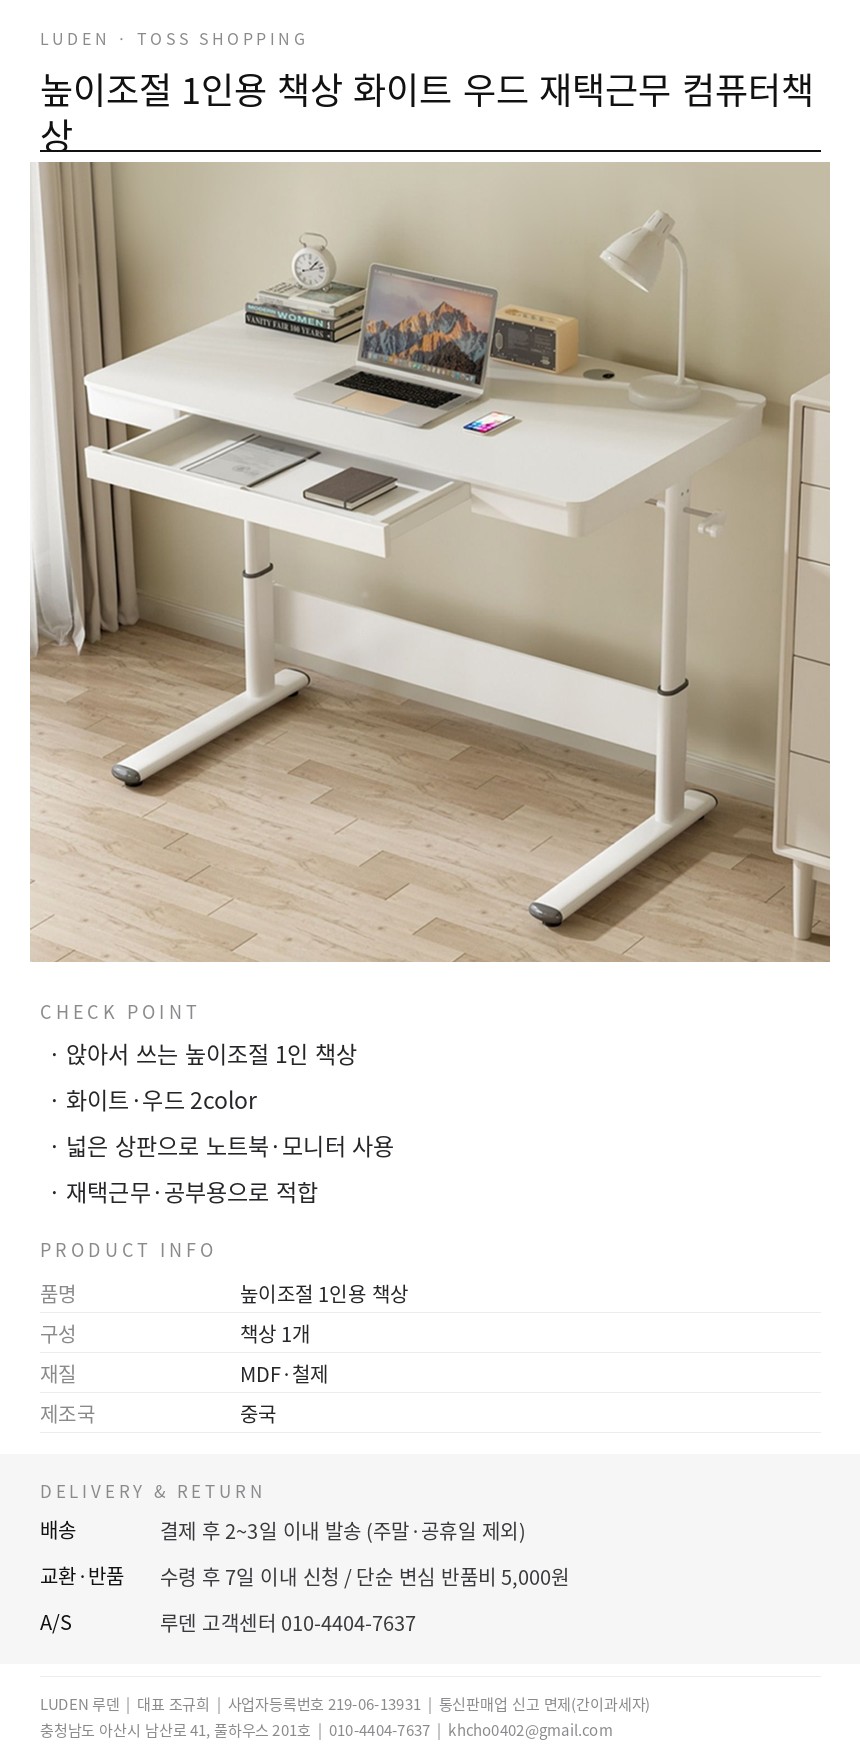 LUDEN · TOSS SHOPPING
높이조절 1인용 책상 화이트 우드 재택근무 컴퓨터책
상
WOMEN
VANITY FAIR 100 YEARS
CHECK POINT
· 앉아서 쓰는 높이조절 1인 책상
· 화이트·우드 2color
· 넓은 상판으로 노트북·모니터 사용
· 재택근무·공부용으로 적합
PRODUCT INFO
품명 높이조절 1인용 책상
구성 책상 1개
재질 MDF·철제
제조국 중국
DELIVERY & RETURN
배송 결제 후 2~3일 이내 발송 (주말·공휴일 제외)
교환·반품 수령 후 7일 이내 신청 / 단순 변심 반품비 5,000원
A/S 루덴 고객센터 010-4404-7637
LUDEN 루덴 | 대표 조규희 | 사업자등록번호 219-06-13931 | 통신판매업 신고 면제(간이과세자)
충청남도 아산시 남산로 41, 풀하우스 201호 | 010-4404-7637 | khcho0402@gmail.com